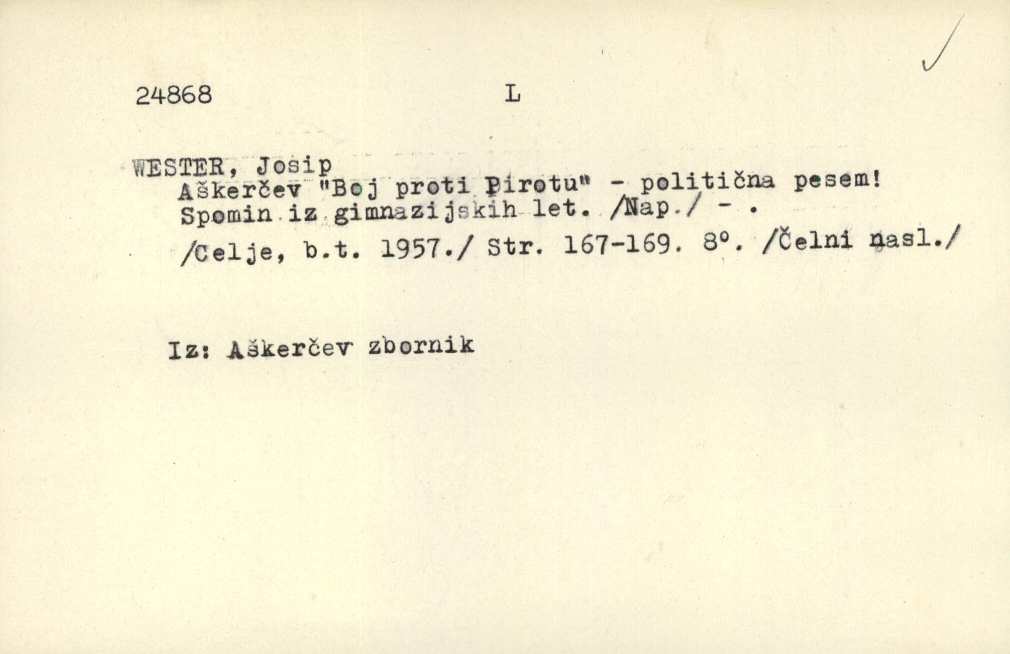 24868 L
WESTER, Josip
Aškerčev "Boj proti Pirotu" - politična pesem!
Spomin iz gimnazijskih let. /Nap./ - .
/Celje, b.t. 1957./ Str. 167-169. 8°. /Čelni nasl./
Iz: Aškerčev zbornik